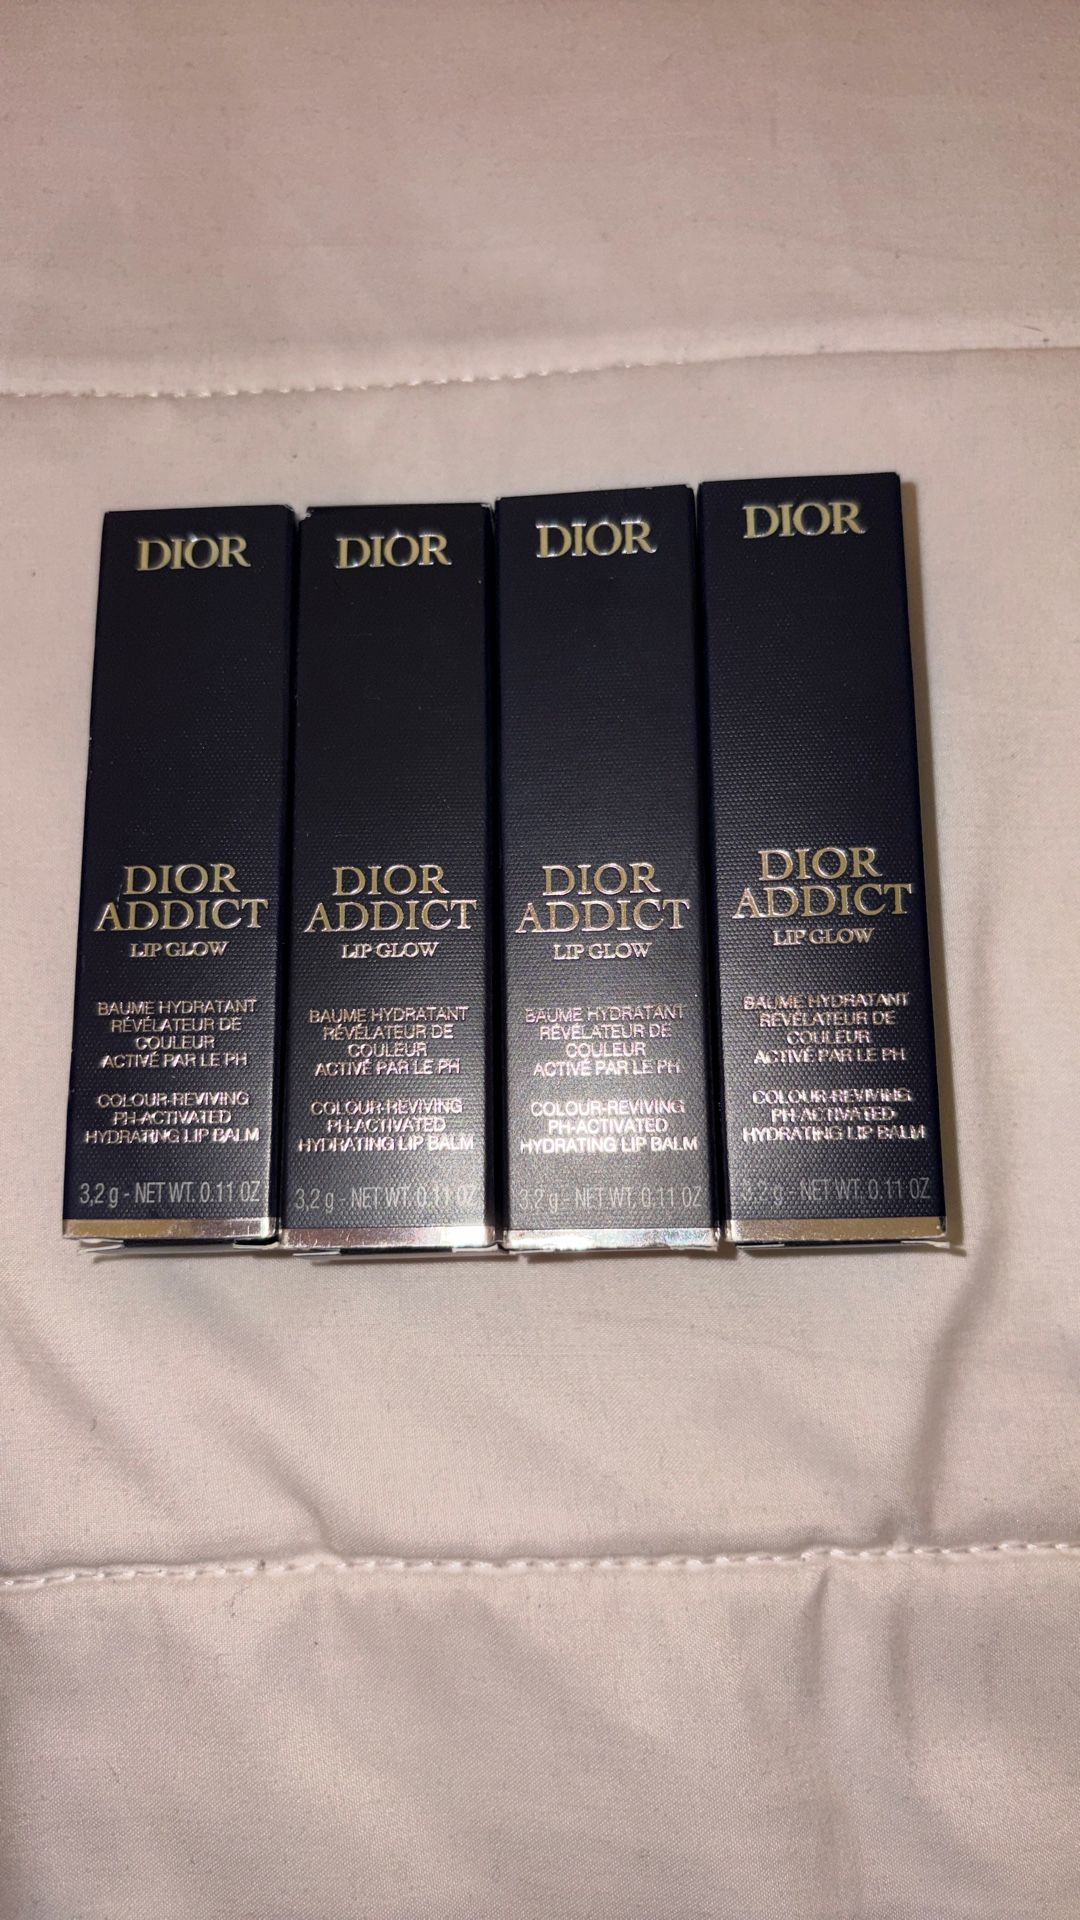 DIOR
DIOR
ADDICT
LIP GLOW
BAUME HYDRATANT
RÉVÉLATEUR DE
COULEUR
ACTIVÉ PAR LE PH
COLOUR-REVIVING
PH-ACTIVATED
HYDRATING LIP BALM
3,2 g - NET WT. 0.11 OZ
DIOR
DIOR
ADDICT
LIP GLOW
BAUME HYDRATANT
RÉVÉLATEUR DE
COULEUR
ACTIVÉ PAR LE PH
COLOUR-REVIVING
PH-ACTIVATED
HYDRATING LIP BALM
3,2 g - NET WT. 0.11 OZ
DIOR
DIOR
ADDICT
LIP GLOW
BAUME HYDRATANT
RÉVÉLATEUR DE
COULEUR
ACTIVÉ PAR LE PH
COLOUR-REVIVING
PH-ACTIVATED
HYDRATING LIP BALM
3,2 g - NET WT. 0.11 OZ
DIOR
DIOR
ADDICT
LIP GLOW
BAUME HYDRATANT
RÉVÉLATEUR DE
COULEUR
ACTIVÉ PAR LE PH
COLOUR-REVIVING
PH-ACTIVATED
HYDRATING LIP BALM
3,2 g - NET WT. 0.11 OZ